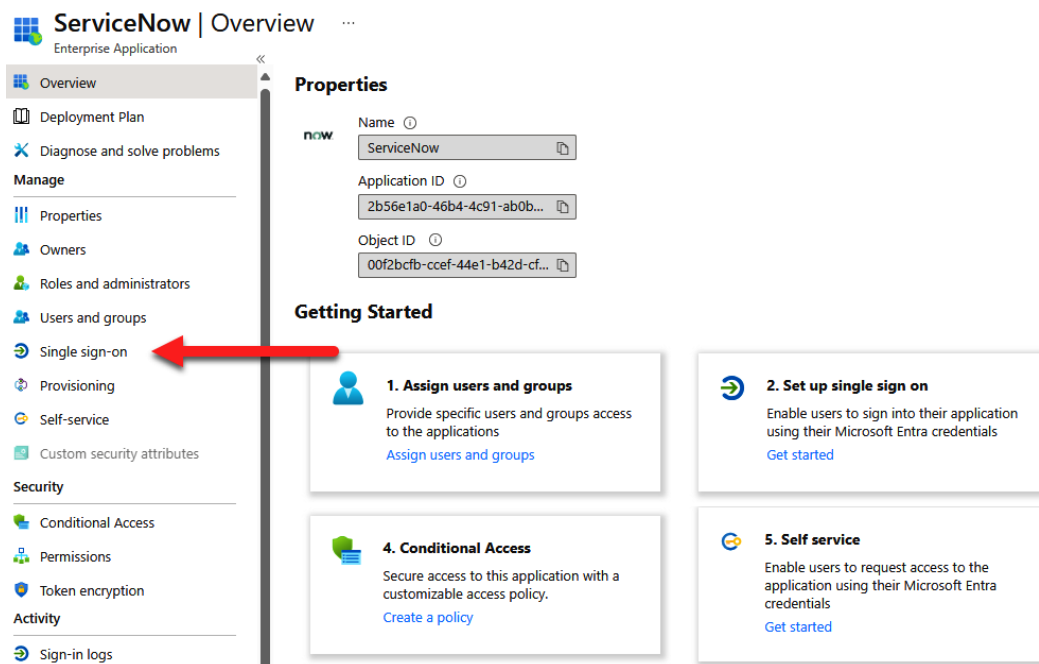 ServiceNow | Overview ...
Enterprise Application
«
Overview
Deployment Plan
Diagnose and solve problems
Manage
Properties
Owners
Roles and administrators
Users and groups
Single sign-on
Provisioning
Self-service
Custom security attributes
Security
Conditional Access
Permissions
Token encryption
Activity
Sign-in logs
Properties
now
Name
ServiceNow
Application ID
2b56e1a0-46b4-4c91-ab0b...
Object ID
00f2bcfb-ccef-44e1-b42d-cf...
Getting Started
1. Assign users and groups
Provide specific users and groups access
to the applications
Assign users and groups
2. Set up single sign on
Enable users to sign into their application
using their Microsoft Entra credentials
Get started
4. Conditional Access
Secure access to this application with a
customizable access policy.
Create a policy
5. Self service
Enable users to request access to the
application using their Microsoft Entra
credentials
Get started